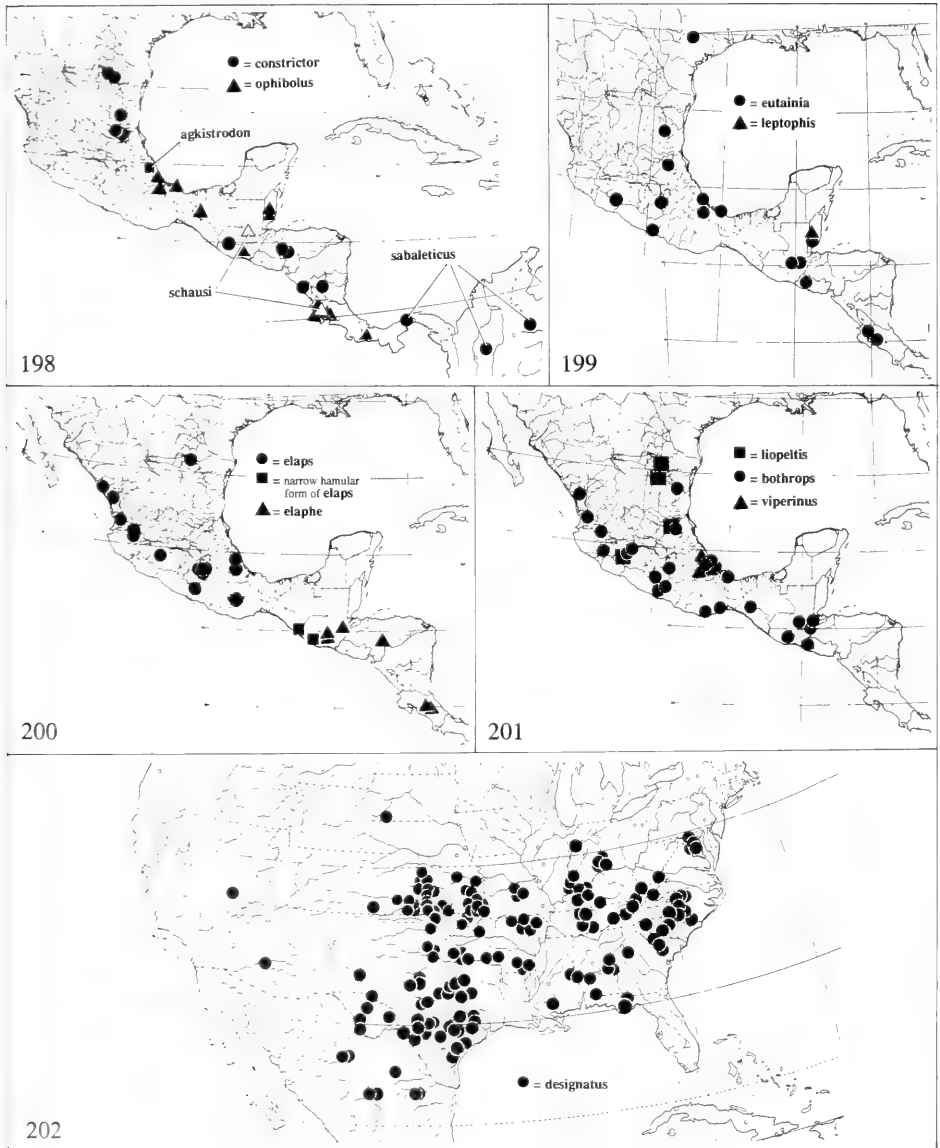 ● = constrictor
▲ = ophibolus
agkistrodon
sabaleticus
schausi
198
● = eutainia
▲ = leptophis
199
● = elaps
■ = narrow hamular
form of elaps
▲ = elaphe
200
■ = liopeltis
● = bothrops
▲ = viperinus
201
● = designatus
202